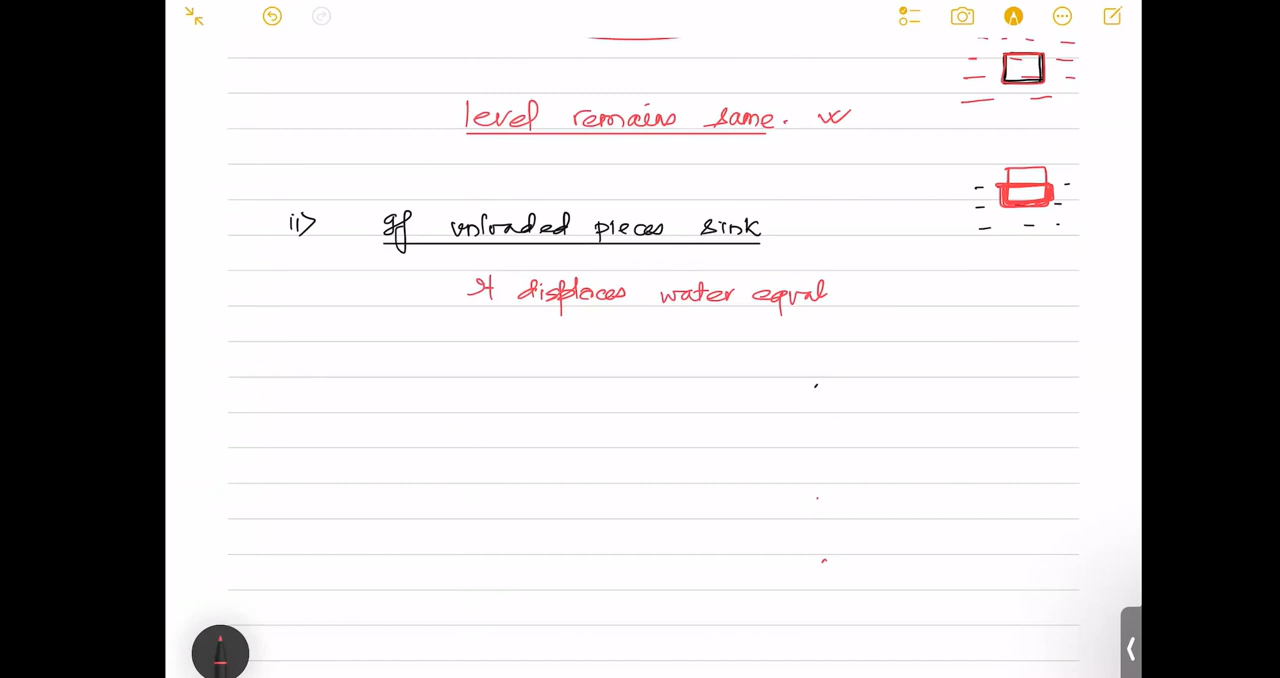 level remains same.
ii) If unloaded pieces sink
It displaces water equal